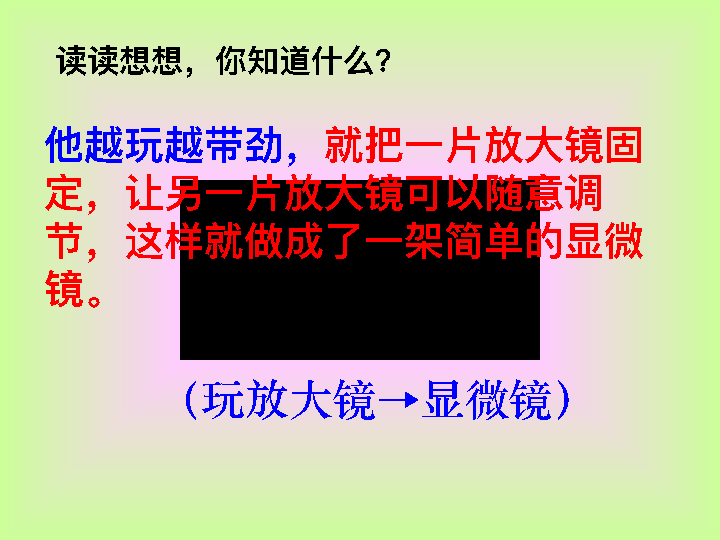 读读想想，你知道什么？
他越玩越带劲，就把一片放大镜固
定，让另一片放大镜可以随意调
节，这样就做成了一架简单的显微
镜。
（玩放大镜→显微镜）